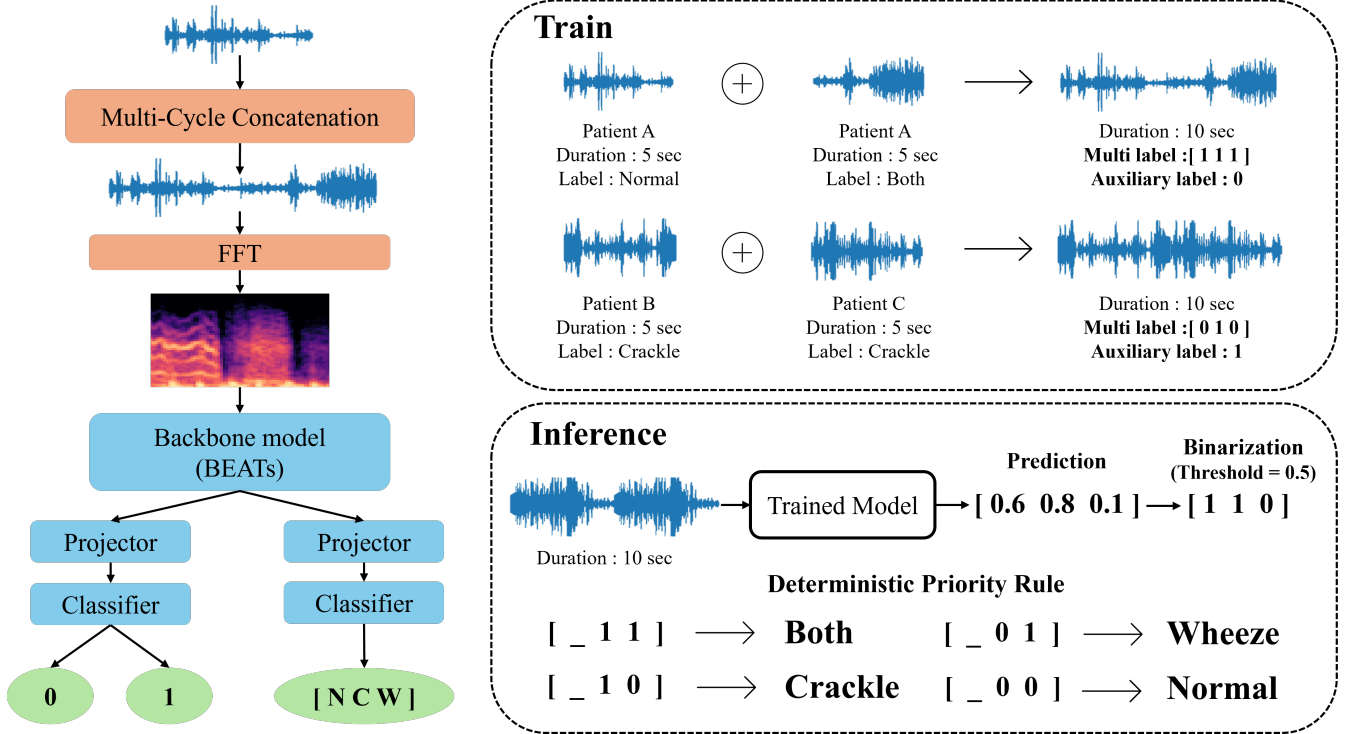 Multi-Cycle Concatenation
FFT
Backbone model
(BEATs)
Projector
Projector
Classifier
Classifier
0
1
[ N C W ]
Train
Patient A
Duration : 5 sec
Label : Normal
Patient A
Duration : 5 sec
Label : Both
Duration : 10 sec
Multi label :[ 1 1 1 ]
Auxiliary label : 0
Patient B
Duration : 5 sec
Label : Crackle
Patient C
Duration : 5 sec
Label : Crackle
Duration : 10 sec
Multi label :[ 0 1 0 ]
Auxiliary label : 1
Inference
Duration : 10 sec
Trained Model
Prediction
[ 0.6 0.8 0.1 ]
Binarization
(Threshold = 0.5)
[ 1 1 0 ]
Deterministic Priority Rule
[ _ 1 1 ] Both
[ _ 0 1 ] Wheeze
[ _ 1 0 ] Crackle
[ _ 0 0 ] Normal